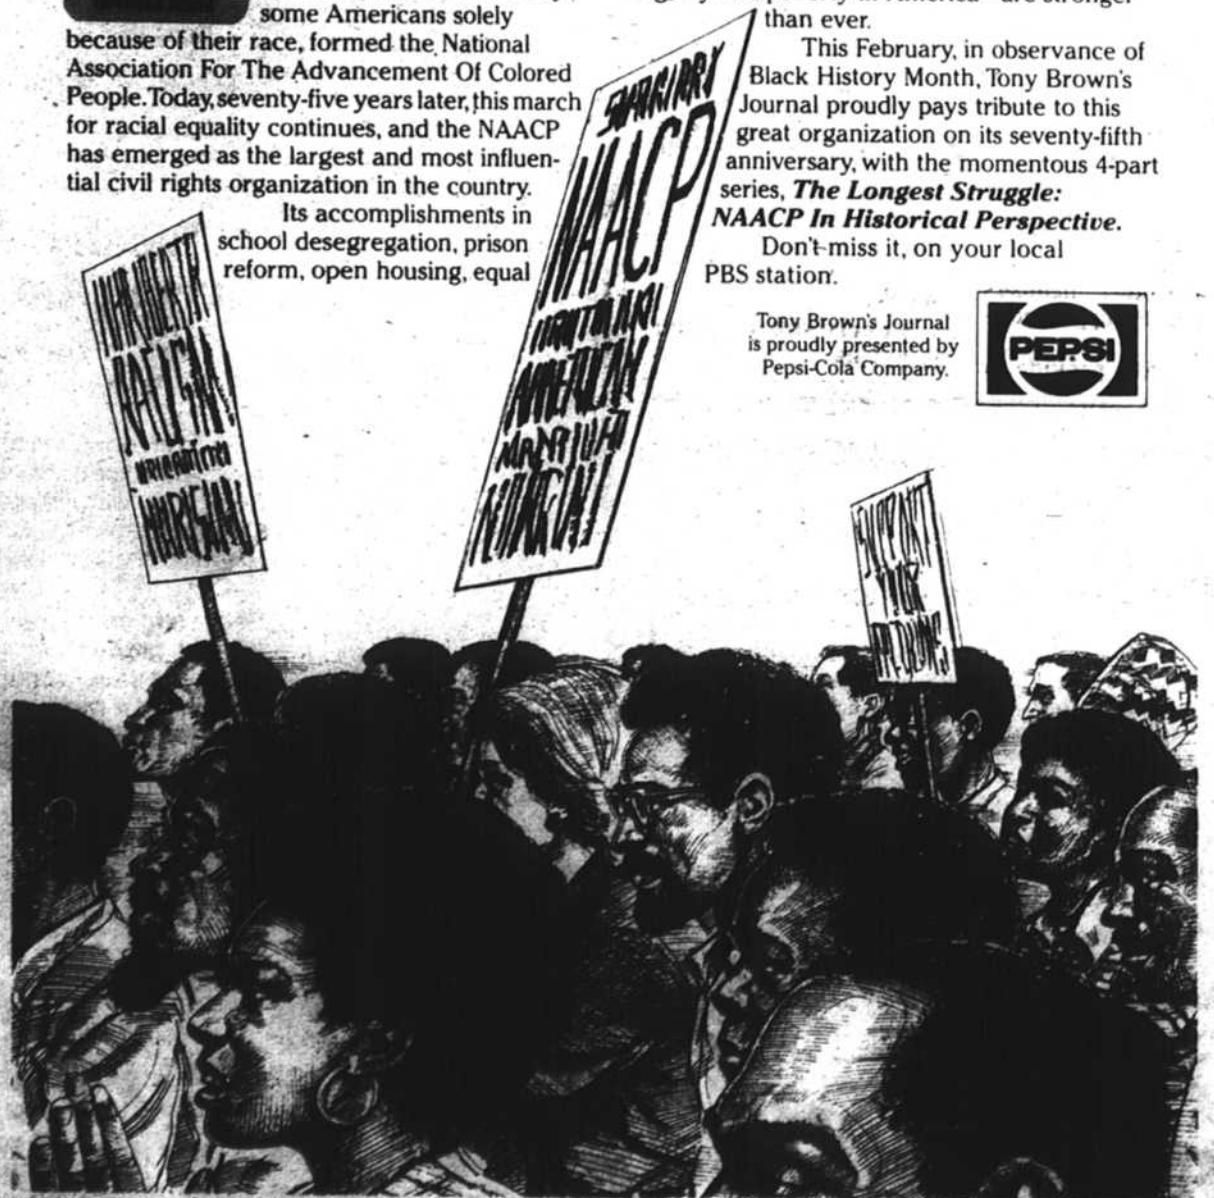 some Americans solely
because of their race, formed the National
Association For The Advancement Of Colored
People. Today, seventy-five years later, this march
for racial equality continues, and the NAACP
has emerged as the largest and most influen-
tial civil rights organization in the country.
Its accomplishments in
school desegregation, prison
reform, open housing, equal
than ever.
This February, in observance of
Black History Month, Tony Brown's
Journal proudly pays tribute to this
great organization on its seventy-fifth
anniversary, with the momentous 4-part
series, The Longest Struggle:
NAACP In Historical Perspective.
Don't miss it, on your local
PBS station.
Tony Brown's Journal
is proudly presented by
Pepsi-Cola Company.
PEPSI
NAACP